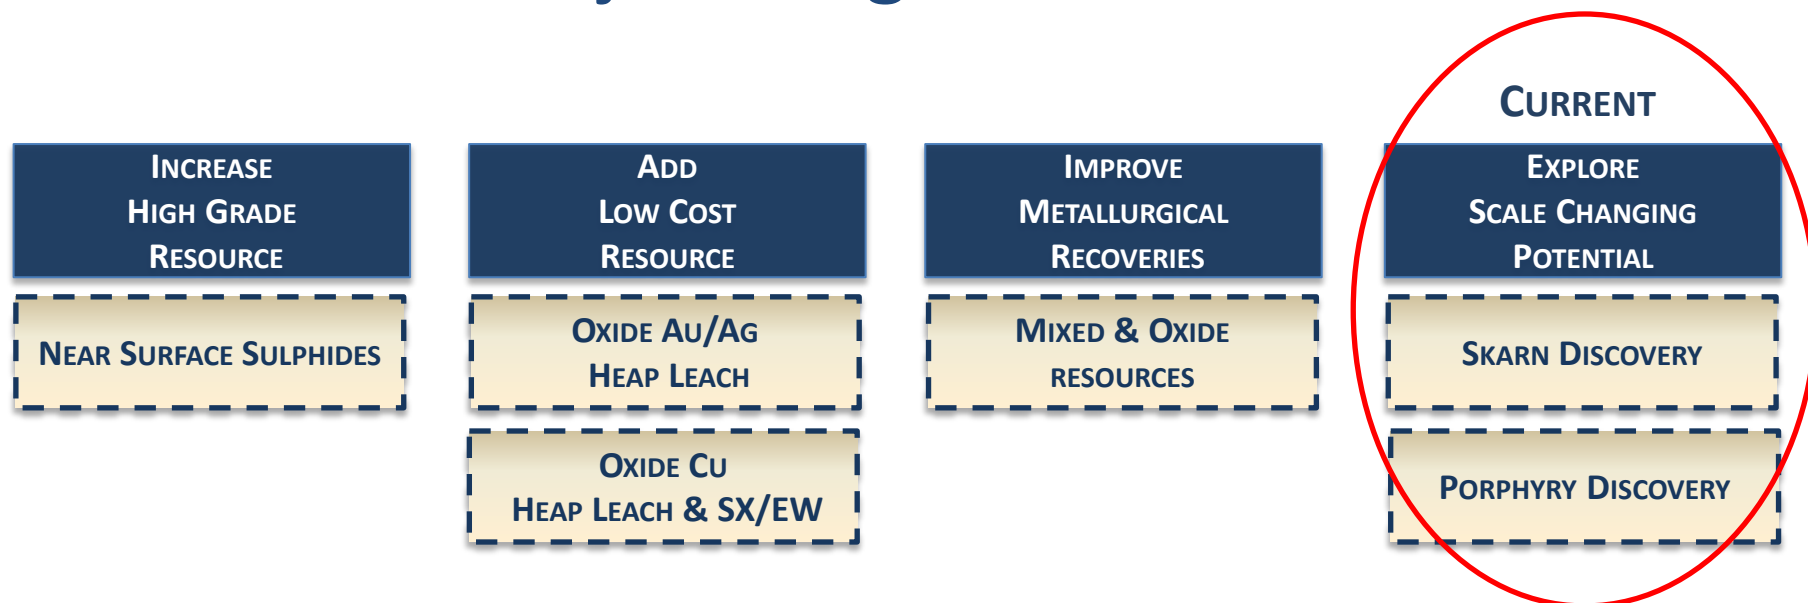 CURRENT
INCREASE
HIGH GRADE
RESOURCE
ADD
LOW COST
RESOURCE
IMPROVE
METALLURGICAL
RECOVERIES
EXPLORE
SCALE CHANGING
POTENTIAL
NEAR SURFACE SULPHIDES
OXIDE AU/AG
HEAP LEACH
MIXED & OXIDE
RESOURCES
SKARN DISCOVERY
OXIDE CU
HEAP LEACH & SX/EW
PORPHYRY DISCOVERY